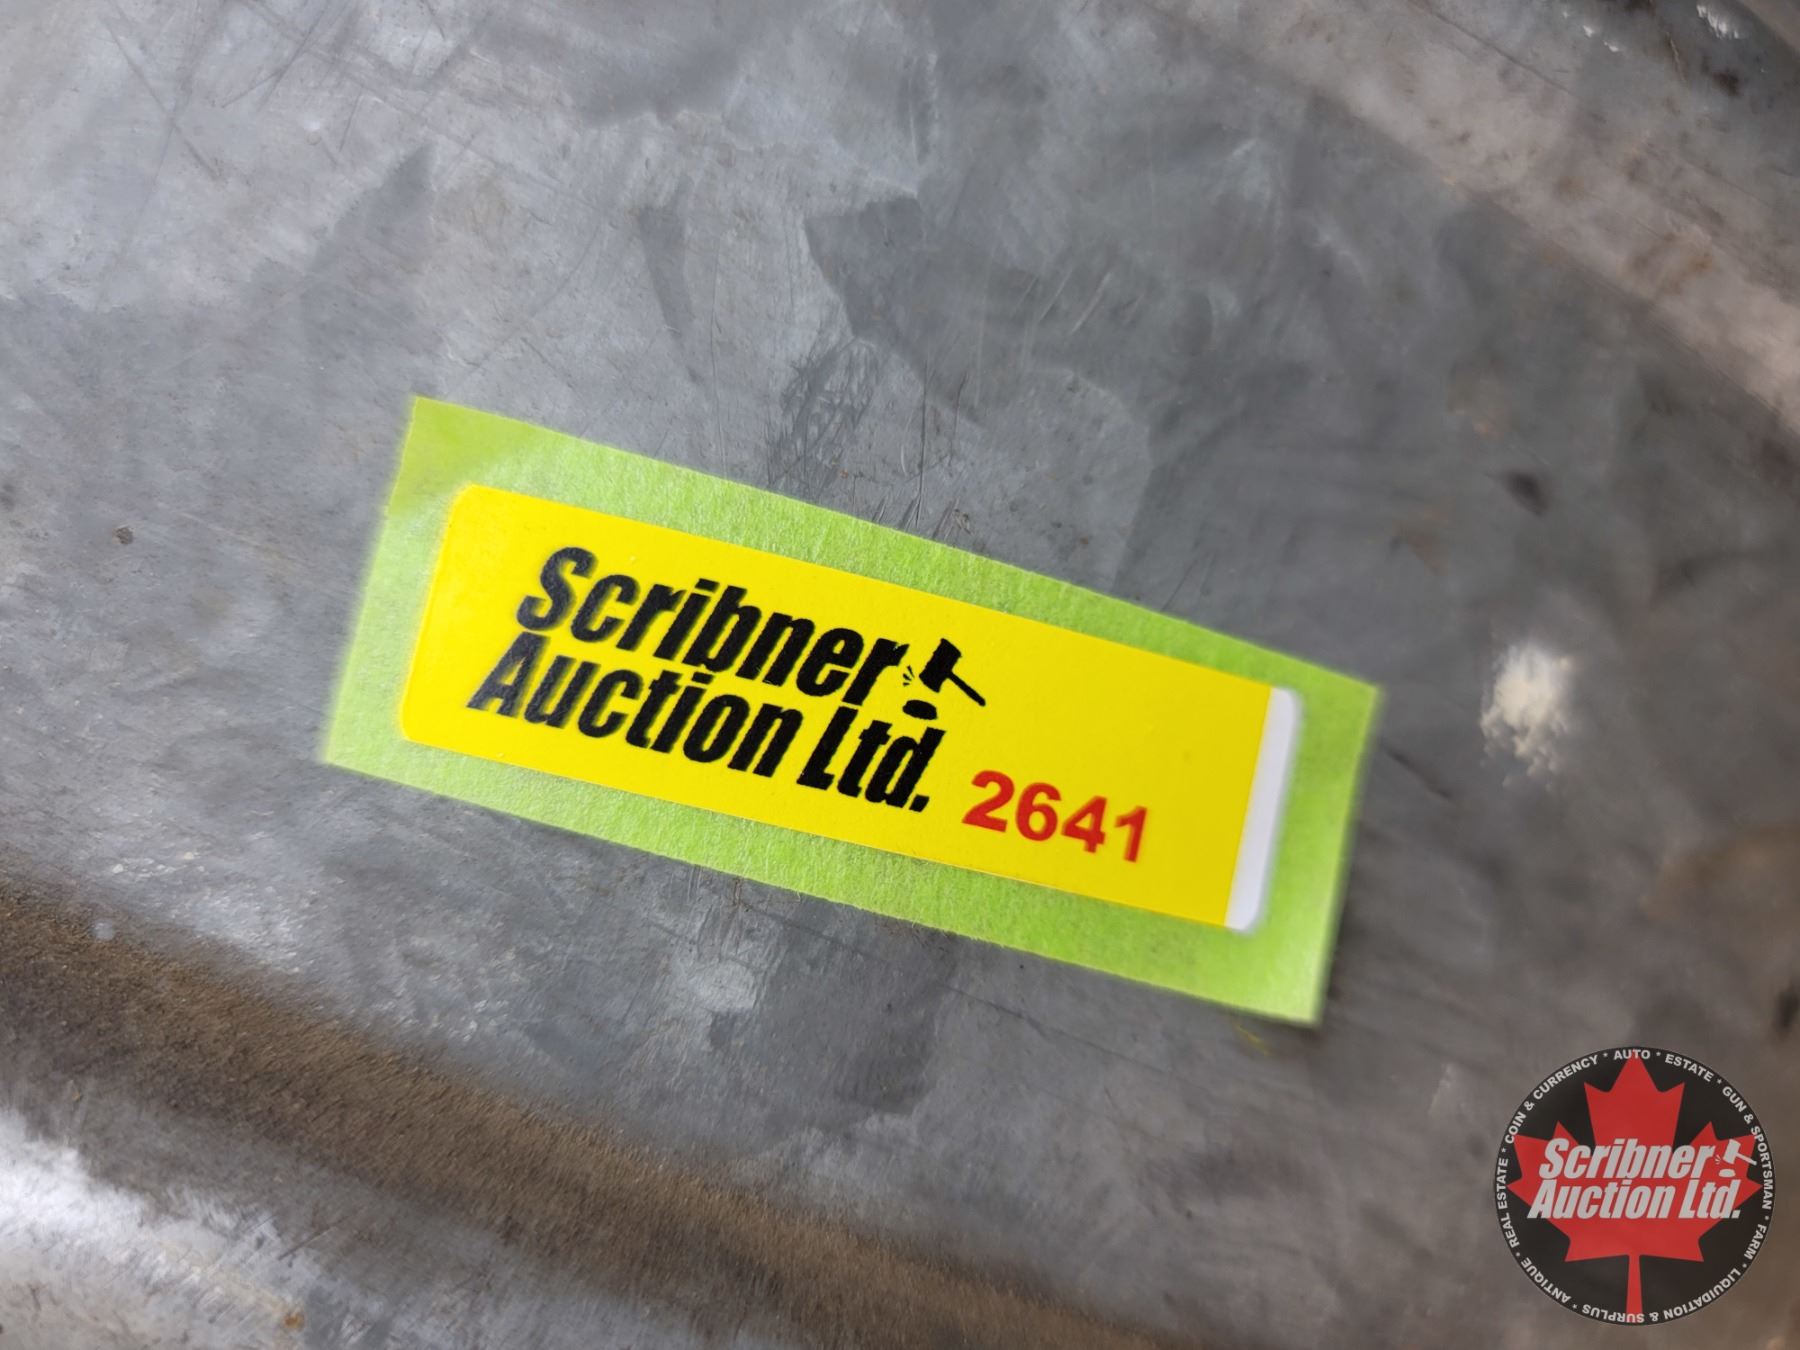 Scribner
Auction Ltd.
2641
COIN & CURRENCY * AUTO * ESTATE * GUN & SPORTSMAN * FARM * LIQUIDATION & SURPLUS * ANTIQUE * REAL ESTATE *
Scribner
Auction Ltd.